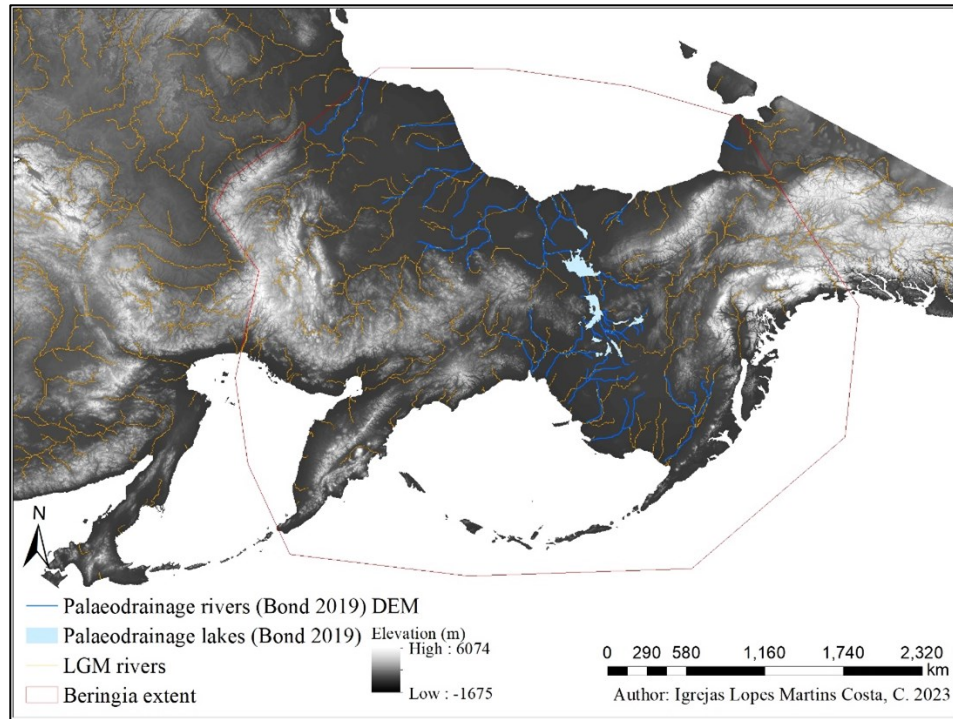 N
Palaeodrainage rivers (Bond 2019)
Palaeodrainage lakes (Bond 2019)
LGM rivers
Beringia extent
DEM
Elevation (m)
High : 6074
Low : -1675
0 290 580 1,160 1,740 2,320
km
Author: Igrejas Lopes Martins Costa, C. 2023